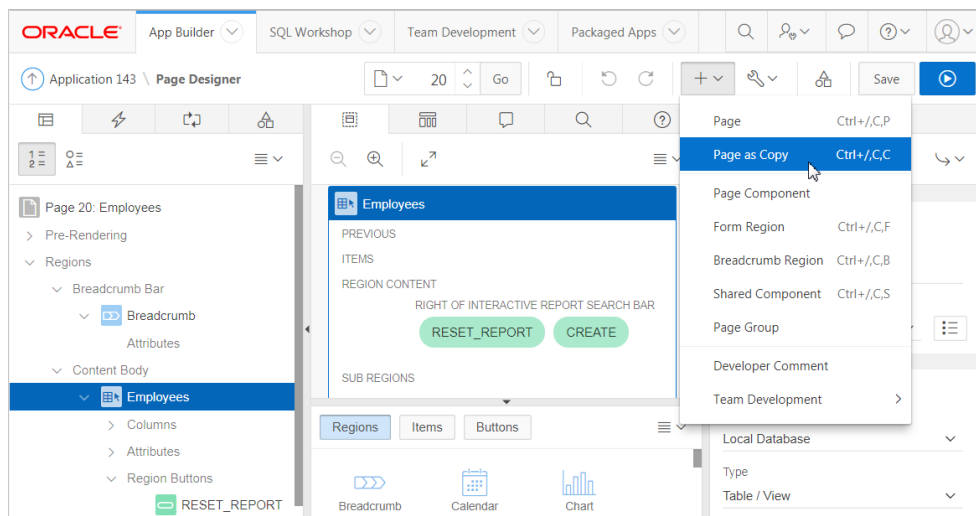 ORACLE
App Builder
SQL Workshop
Team Development
Packaged Apps
Application 143 \ Page Designer
20
Go
Save
Page Ctrl+/,C,P
Page as Copy Ctrl+/,C,C
Page Component
Form Region Ctrl+/,C,F
Breadcrumb Region Ctrl+/,C,B
Shared Component Ctrl+/,C,S
Page Group
Developer Comment
Team Development
Page 20: Employees
Pre-Rendering
Regions
Breadcrumb Bar
Breadcrumb
Attributes
Content Body
Employees
Columns
Attributes
Region Buttons
RESET_REPORT
Employees
PREVIOUS
ITEMS
REGION CONTENT
RIGHT OF INTERACTIVE REPORT SEARCH BAR
RESET_REPORT CREATE
SUB REGIONS
Regions Items Buttons
Breadcrumb Calendar Chart
Local Database
Type
Table / View